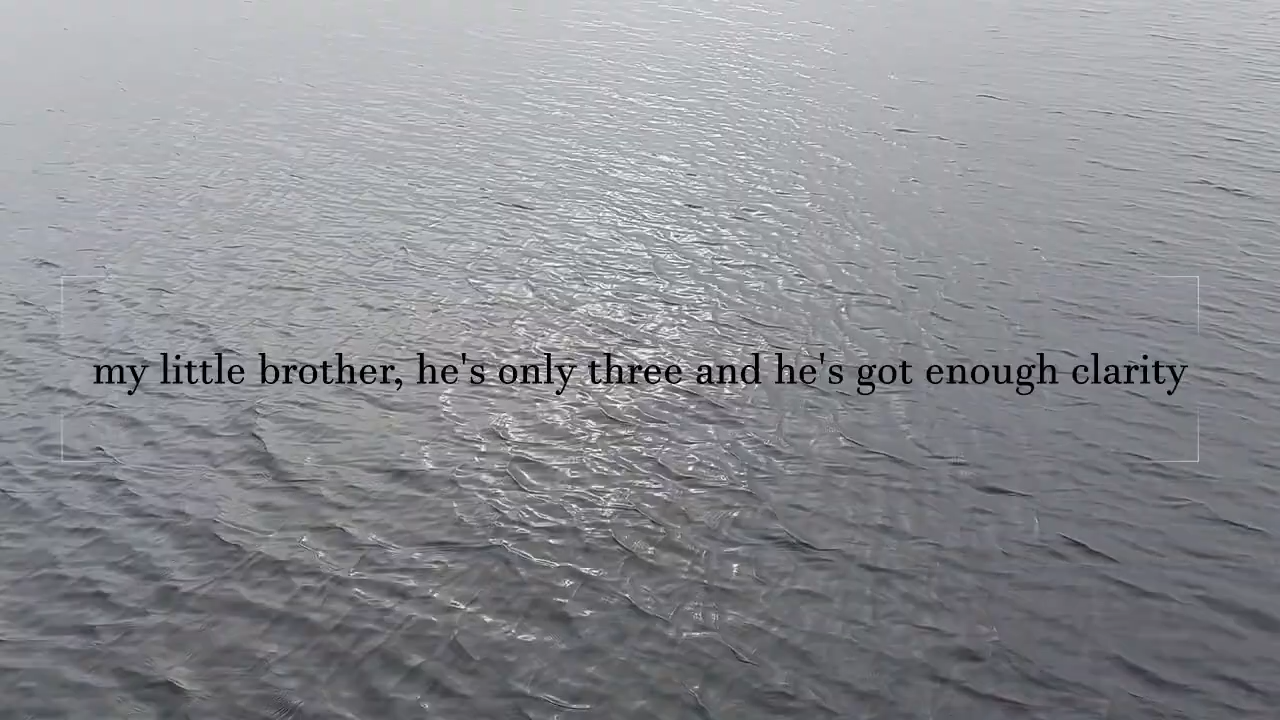 my little brother, he's only three and he's got enough clarity